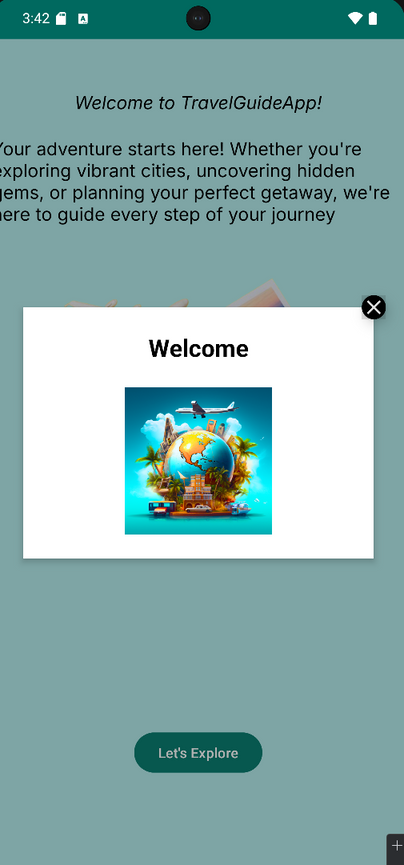 3:42
Welcome to TravelGuideApp!
Your adventure starts here! Whether you're
exploring vibrant cities, uncovering hidden
gems, or planning your perfect getaway, we're
here to guide every step of your journey
Welcome
Let's Explore